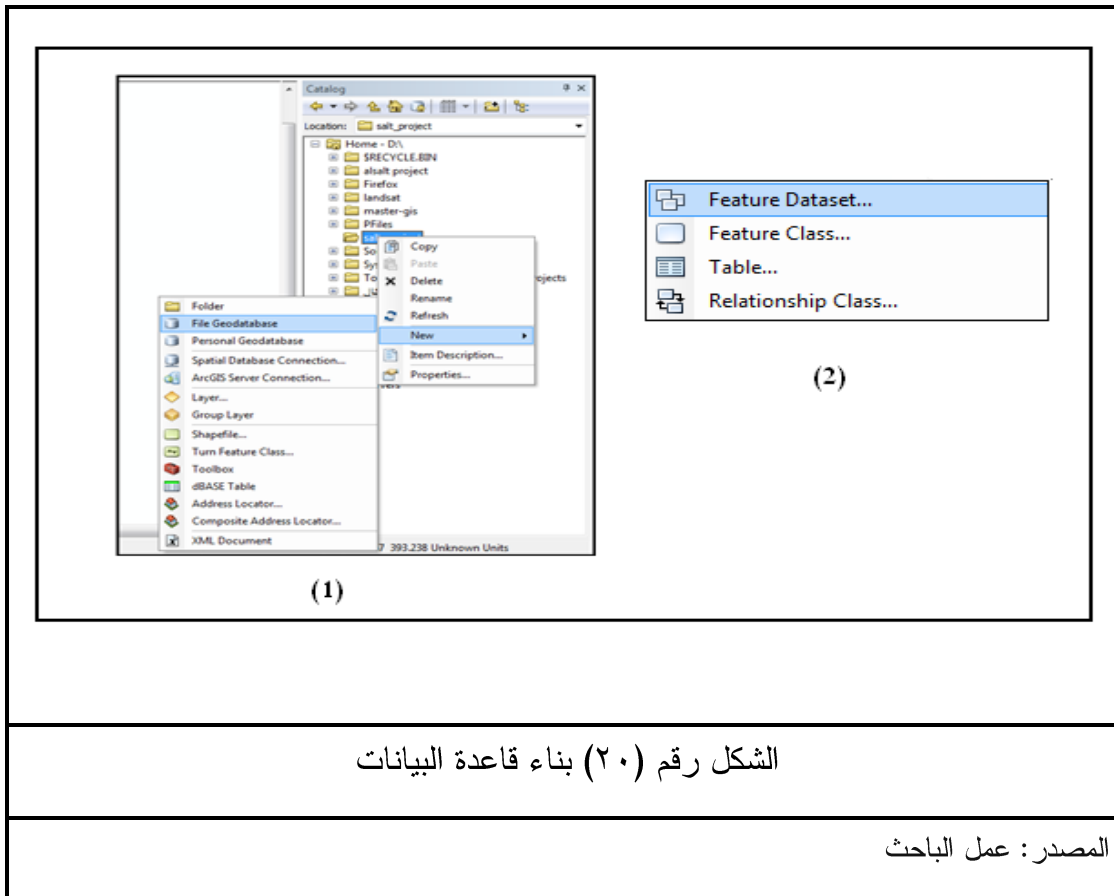 Catalog
Location: salt_project
Home - D:\
$RECYCLE.BIN
alsalt project
Firefox
landsat
master-gis
PFiles
Copy
Paste
Delete
Rename
Refresh
New
Item Description...
Properties...
Folder
File Geodatabase
Personal Geodatabase
Spatial Database Connection...
ArcGIS Server Connection...
Layer...
Group Layer
Shapefile...
Turn Feature Class...
Toolbox
dBASE Table
Address Locator...
Composite Address Locator...
XML Document
393.238 Unknown Units
(1)
Feature Dataset...
Feature Class...
Table...
Relationship Class...
(2)
الشكل رقم (٢٠) بناء قاعدة البيانات
المصدر: عمل الباحث